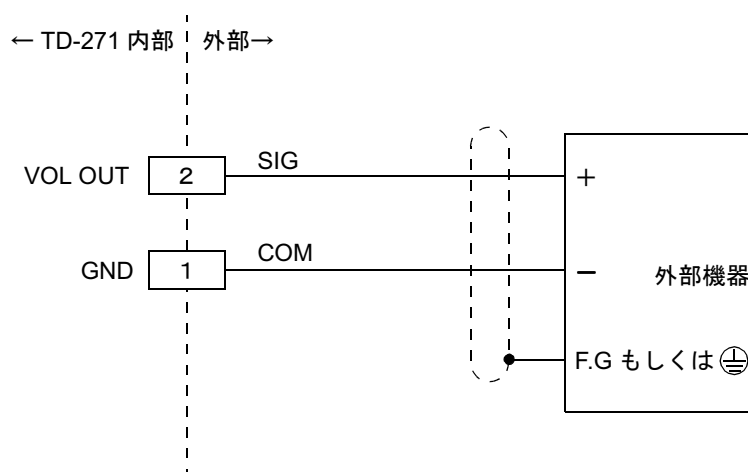 ← TD-271 内部 外部→
VOL OUT 2 SIG +
GND 1 COM −
外部機器
F.G もしくは